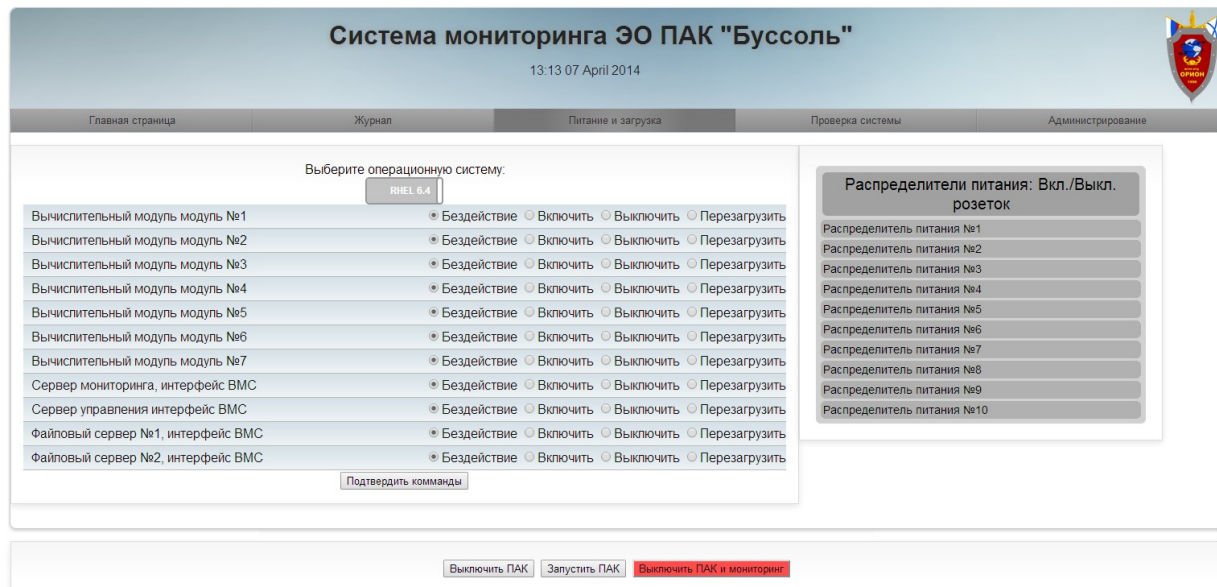 Система мониторинга ЭО ПАК "Буссоль"
13:13 07 April 2014
ОРИОН
Главная страница Журнал Питание и загрузка Проверка системы Администрирование
Выберите операционную систему:
RHEL 6.4
Вычислительный модуль модуль №1 Бездействие Включить Выключить Перезагрузить
Вычислительный модуль модуль №2 Бездействие Включить Выключить Перезагрузить
Вычислительный модуль модуль №3 Бездействие Включить Выключить Перезагрузить
Вычислительный модуль модуль №4 Бездействие Включить Выключить Перезагрузить
Вычислительный модуль модуль №5 Бездействие Включить Выключить Перезагрузить
Вычислительный модуль модуль №6 Бездействие Включить Выключить Перезагрузить
Вычислительный модуль модуль №7 Бездействие Включить Выключить Перезагрузить
Сервер мониторинга, интерфейс BMC Бездействие Включить Выключить Перезагрузить
Сервер управления интерфейс BMC Бездействие Включить Выключить Перезагрузить
Файловый сервер №1, интерфейс BMC Бездействие Включить Выключить Перезагрузить
Файловый сервер №2, интерфейс BMC Бездействие Включить Выключить Перезагрузить
Подтвердить комманды
Распределители питания: Вкл./Выкл.
розеток
Распределитель питания №1
Распределитель питания №2
Распределитель питания №3
Распределитель питания №4
Распределитель питания №5
Распределитель питания №6
Распределитель питания №7
Распределитель питания №8
Распределитель питания №9
Распределитель питания №10
Выключить ПАК Запустить ПАК Выключить ПАК и мониторинг